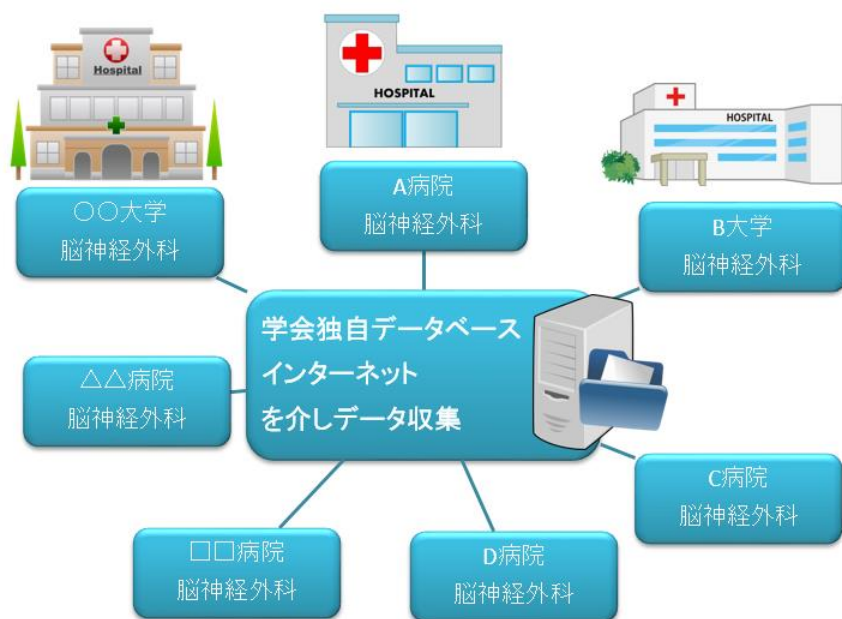 Hospital
HOSPITAL
HOSPITAL
〇〇大学
脳神経外科
A病院
脳神経外科
B大学
脳神経外科
学会独自データベース
インターネット
を介しデータ収集
△△病院
脳神経外科
C病院
脳神経外科
□□病院
脳神経外科
D病院
脳神経外科